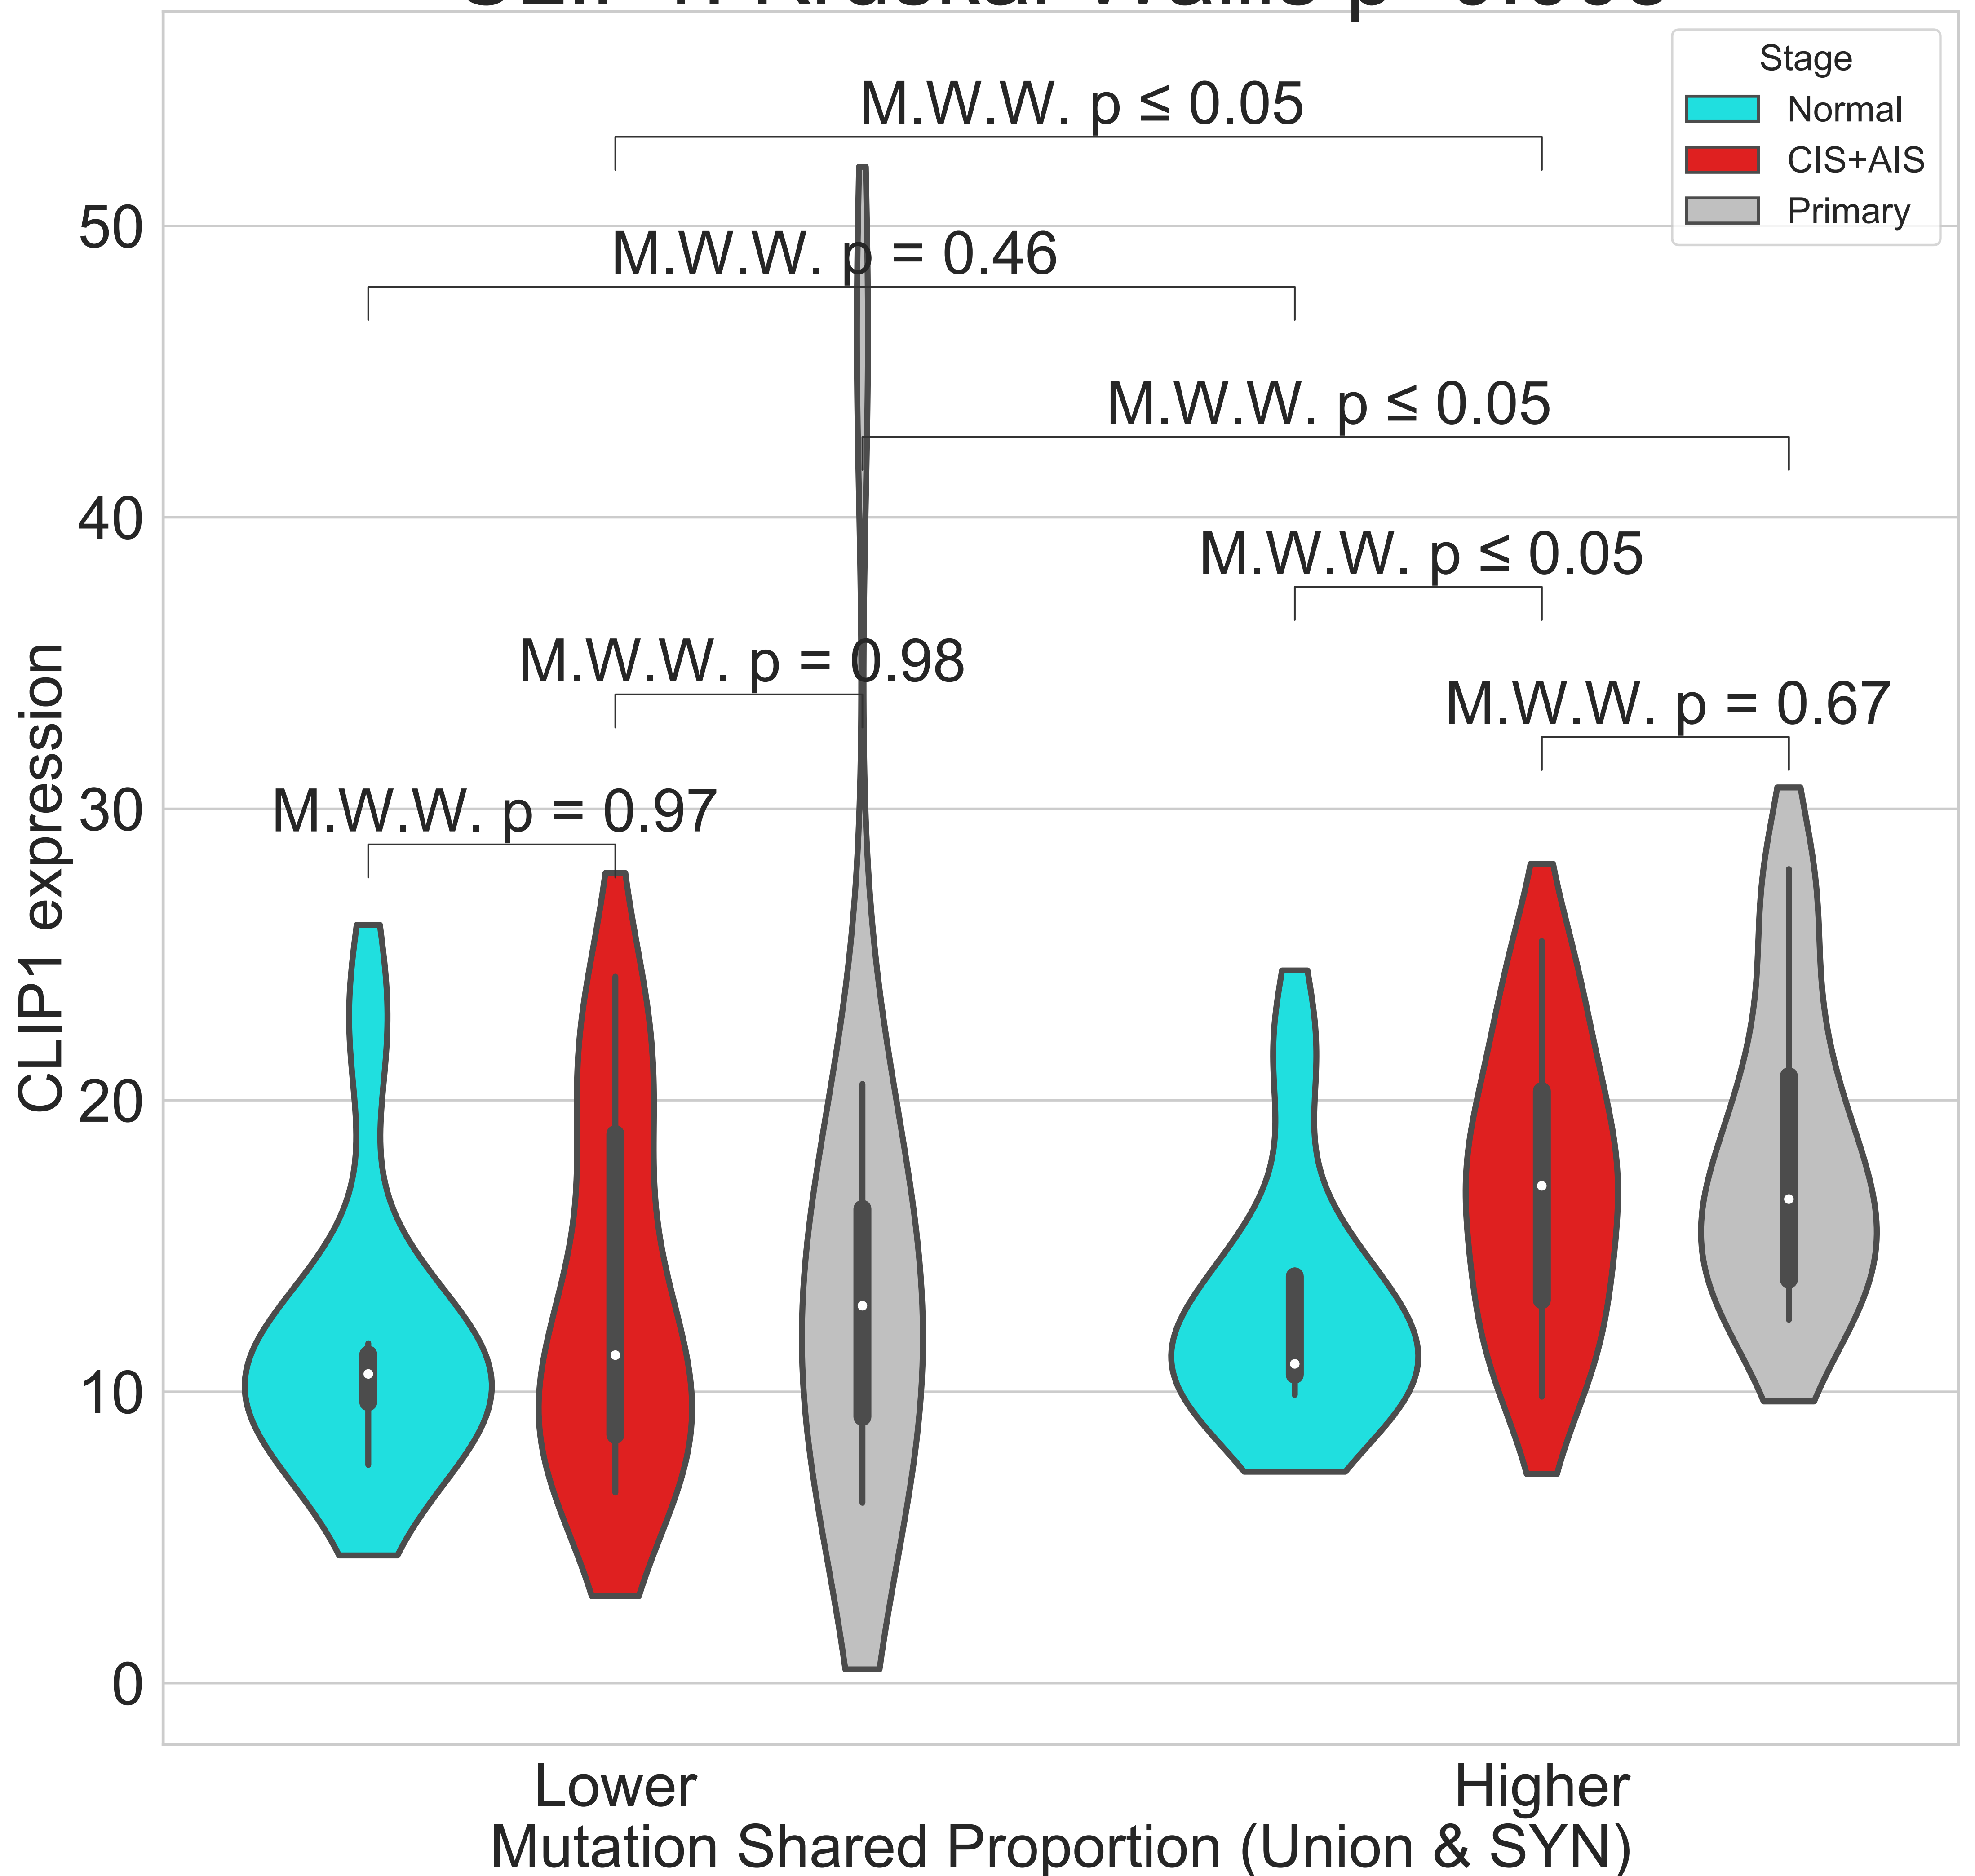 Stage
Normal
CIS+AIS
Primary
M.W.W. p ≤ 0.05
M.W.W. p = 0.46
M.W.W. p ≤ 0.05
M.W.W. p ≤ 0.05
M.W.W. p = 0.98
M.W.W. p = 0.67
M.W.W. p = 0.97
CLIP1 expression
50
40
30
20
10
0
Lower
Higher
Mutation Shared Proportion (Union & SYN)